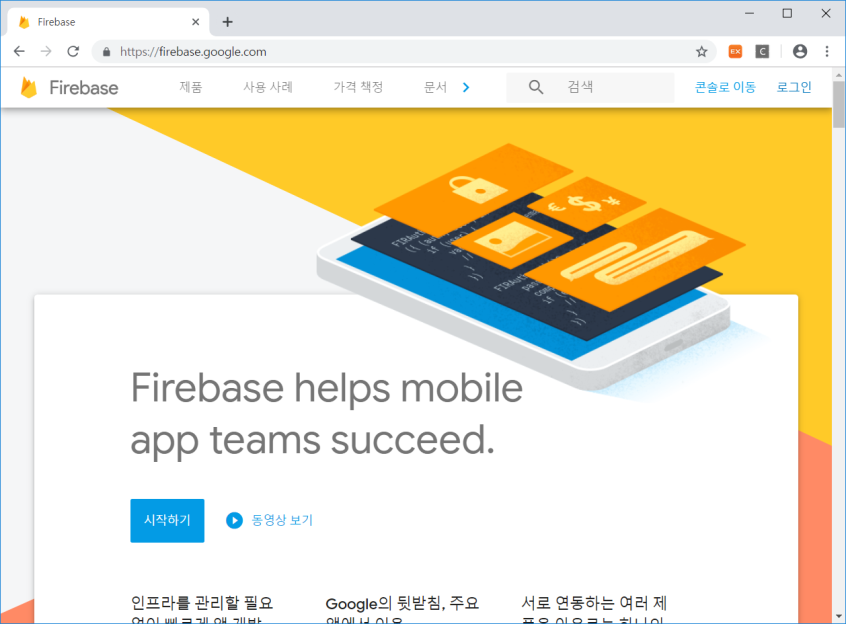 Firebase
https://firebase.google.com
Firebase 제품 사용 사례 가격 책정 문서 검색 콘솔로 이동 로그인
Firebase helps mobile
app teams succeed.
시작하기 동영상 보기
인프라를 관리할 필요 Google의 뒷받침, 주요 서로 연동하는 여러 제